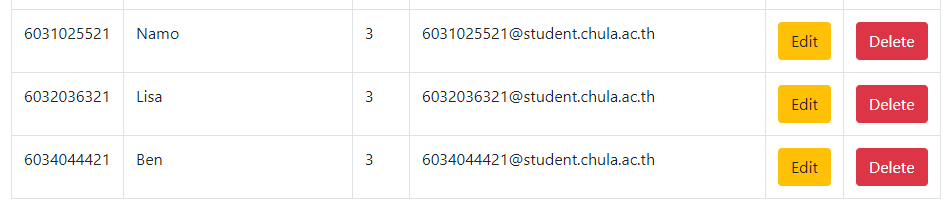 6031025521 Namo 3 6031025521@student.chula.ac.th Edit Delete
6032036321 Lisa 3 6032036321@student.chula.ac.th Edit Delete
6034044421 Ben 3 6034044421@student.chula.ac.th Edit Delete